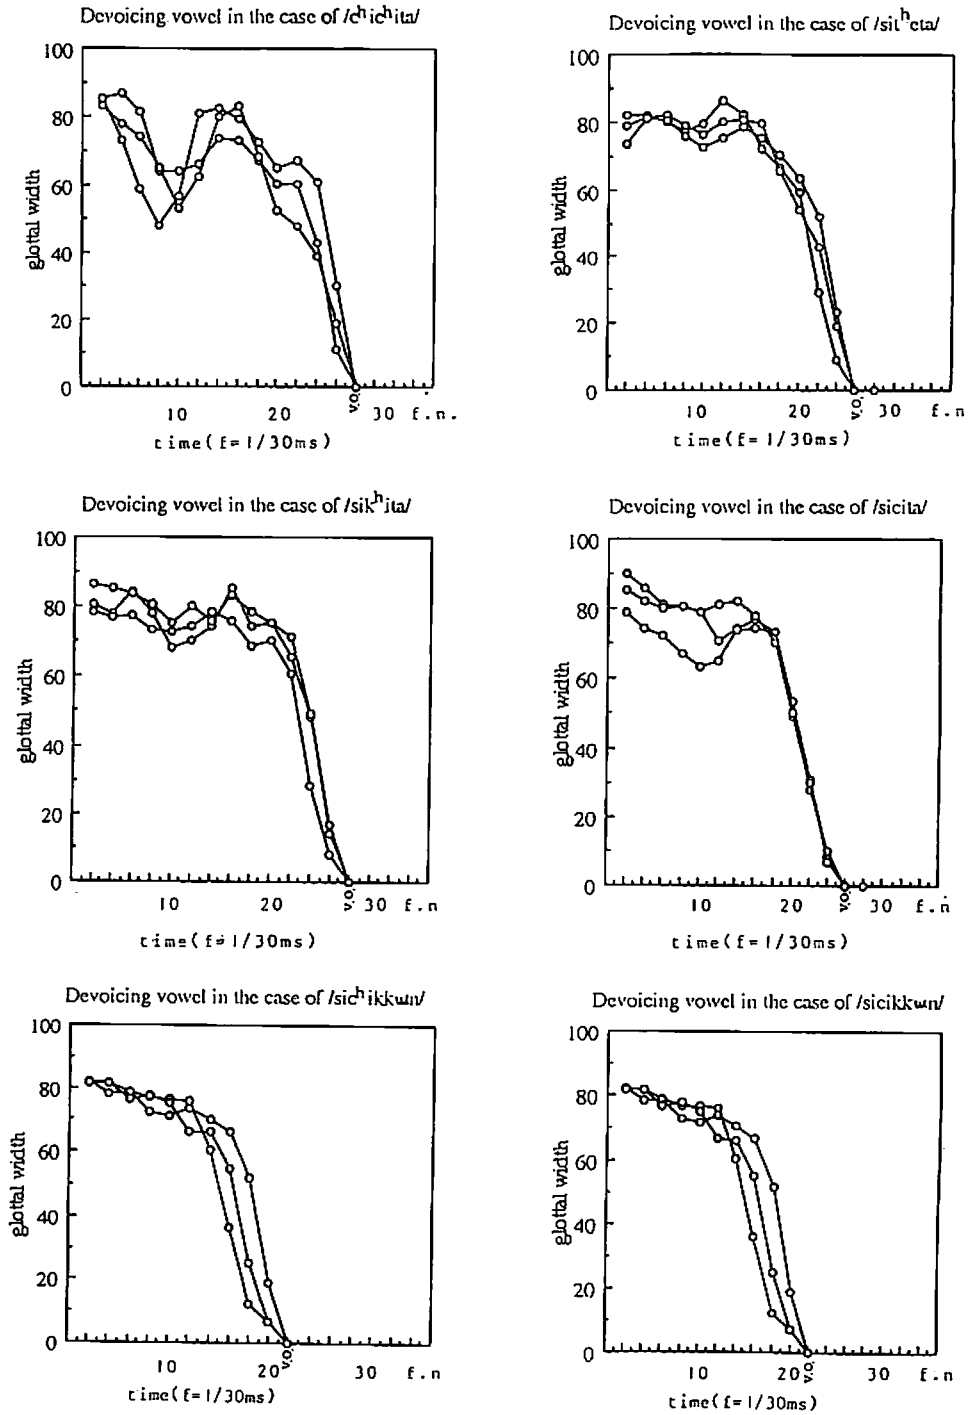 Devoicing vowel in the case of /cʰicʰita/
100
80
60
40
20
0
glottal width
10
20
v.o.
30
f.n.
time(f=1/30ms)
Devoicing vowel in the case of /sitʰeta/
100
80
60
40
20
0
glottal width
10
20
v.o.
30
f.n
time(f=1/30ms)
Devoicing vowel in the case of /sikʰita/
100
80
60
40
20
0
glottal width
10
20
v.o.
30
f.n
time(f=1/30ms)
Devoicing vowel in the case of /sicita/
100
80
60
40
20
0
glottal width
10
20
v.o.
30
f.n
time(f=1/30ms)
Devoicing vowel in the case of /sicʰikkɯn/
100
80
60
40
20
0
glottal width
10
20
v.o.
30
f.n
time(f=1/30ms)
Devoicing vowel in the case of /sicikkɯn/
100
80
60
40
20
0
glottal width
10
20
v.o.
30
f.n
time(f=1/30ms)